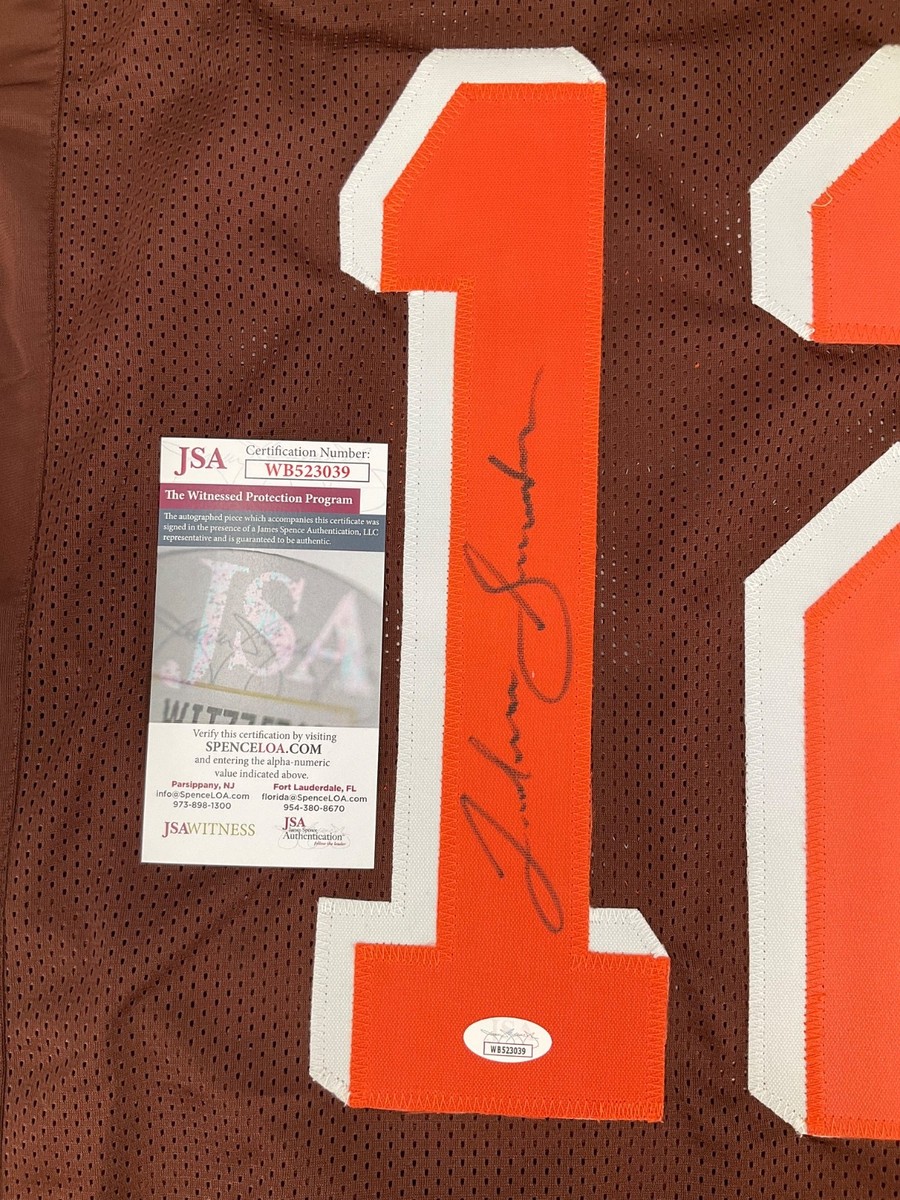 1
JSA
Certification Number:
WB523039
The Witnessed Protection Program
The autographed piece which accompanies this certificate was
signed in the presence of a James Spence Authentication, LLC
representative and is guaranteed to be authentic.
JSA
Verify this certification by visiting
SPENCELOA.COM
and entering the alpha-numeric
value indicated above.
Parsippany, NJ
info@SpenceLOA.com
973-898-1300
Fort Lauderdale, FL
florida@SpenceLOA.com
954-380-8670
JSAWITNESS
JSA
James Spence
Authentication
WB523039